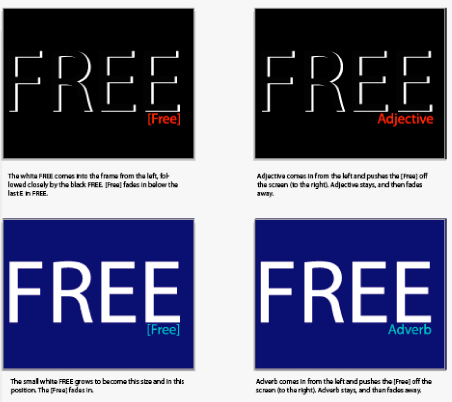 FREE
[Free]
FREE
Adjective
The white FREE comes into the frame from the left, fol-
lowed closely by the black FREE. [Free] fades in below the
last E in FREE.
Adjective comes in from the left and pushes the [Free] off
the screen (to the right). Adjective stays, and then fades
away.
FREE
[Free]
FREE
Adverb
The small white FREE grows to become this size and in this
position. The [Free] fades in.
Adverb comes in from the left and pushes the [Free] off the
screen (to the right). Adverb stays, and then fades away.